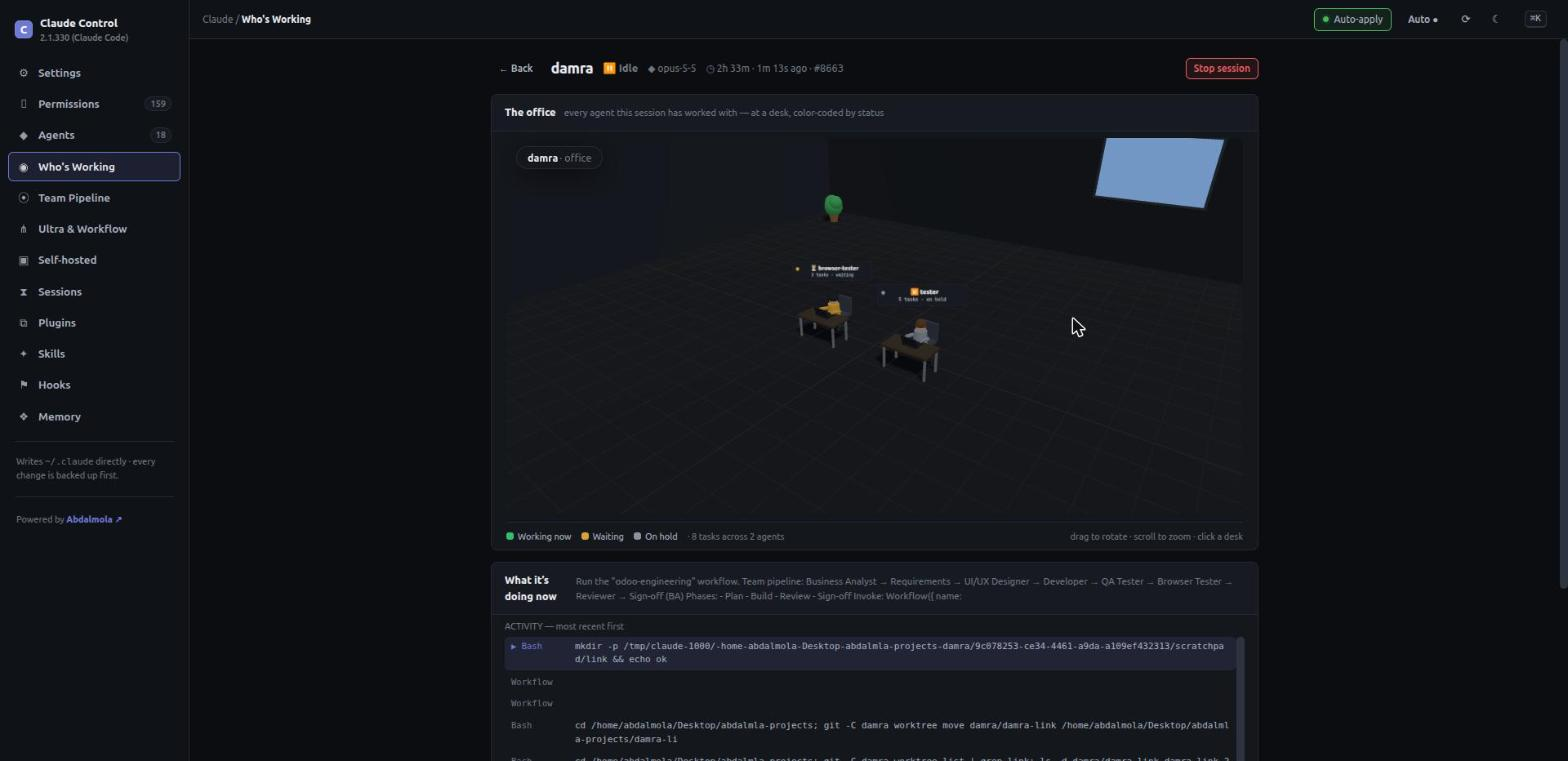 C Claude Control
2.1.330 (Claude Code)
Settings
Permissions 159
Agents 18
Who's Working
Team Pipeline
Ultra & Workflow
Self-hosted
Sessions
Plugins
Skills
Hooks
Memory
Writes ~/.claude directly · every
change is backed up first.
Powered by Abdalmola ↗
Claude / Who's Working
Auto-apply
Auto
⌘K
← Back damra Idle ◆ opus-5-5 2h 33m · 1m 13s ago · #8663 Stop session
The office every agent this session has worked with — at a desk, color-coded by status
damra · office
browser-tester
3 tasks - waiting
tester
5 tasks - on hold
Working now Waiting On hold · 8 tasks across 2 agents drag to rotate · scroll to zoom · click a desk
What it's
doing now
Run the "odoo-engineering" workflow. Team pipeline: Business Analyst → Requirements → UI/UX Designer → Developer → QA Tester → Browser Tester →
Reviewer → Sign-off (BA) Phases: - Plan - Build - Review - Sign-off Invoke: Workflow({ name:
ACTIVITY — most recent first
▶ Bash mkdir -p /tmp/claude-1000/-home-abdalmola-Desktop-abdalmla-projects-damra/9c078253-ce34-4461-a9da-a109ef432313/scratchpa
d/link && echo ok
Workflow
Workflow
Bash cd /home/abdalmola/Desktop/abdalmla-projects; git -C damra worktree move damra/damra-link /home/abdalmola/Desktop/abdalml
a-projects/damra-li